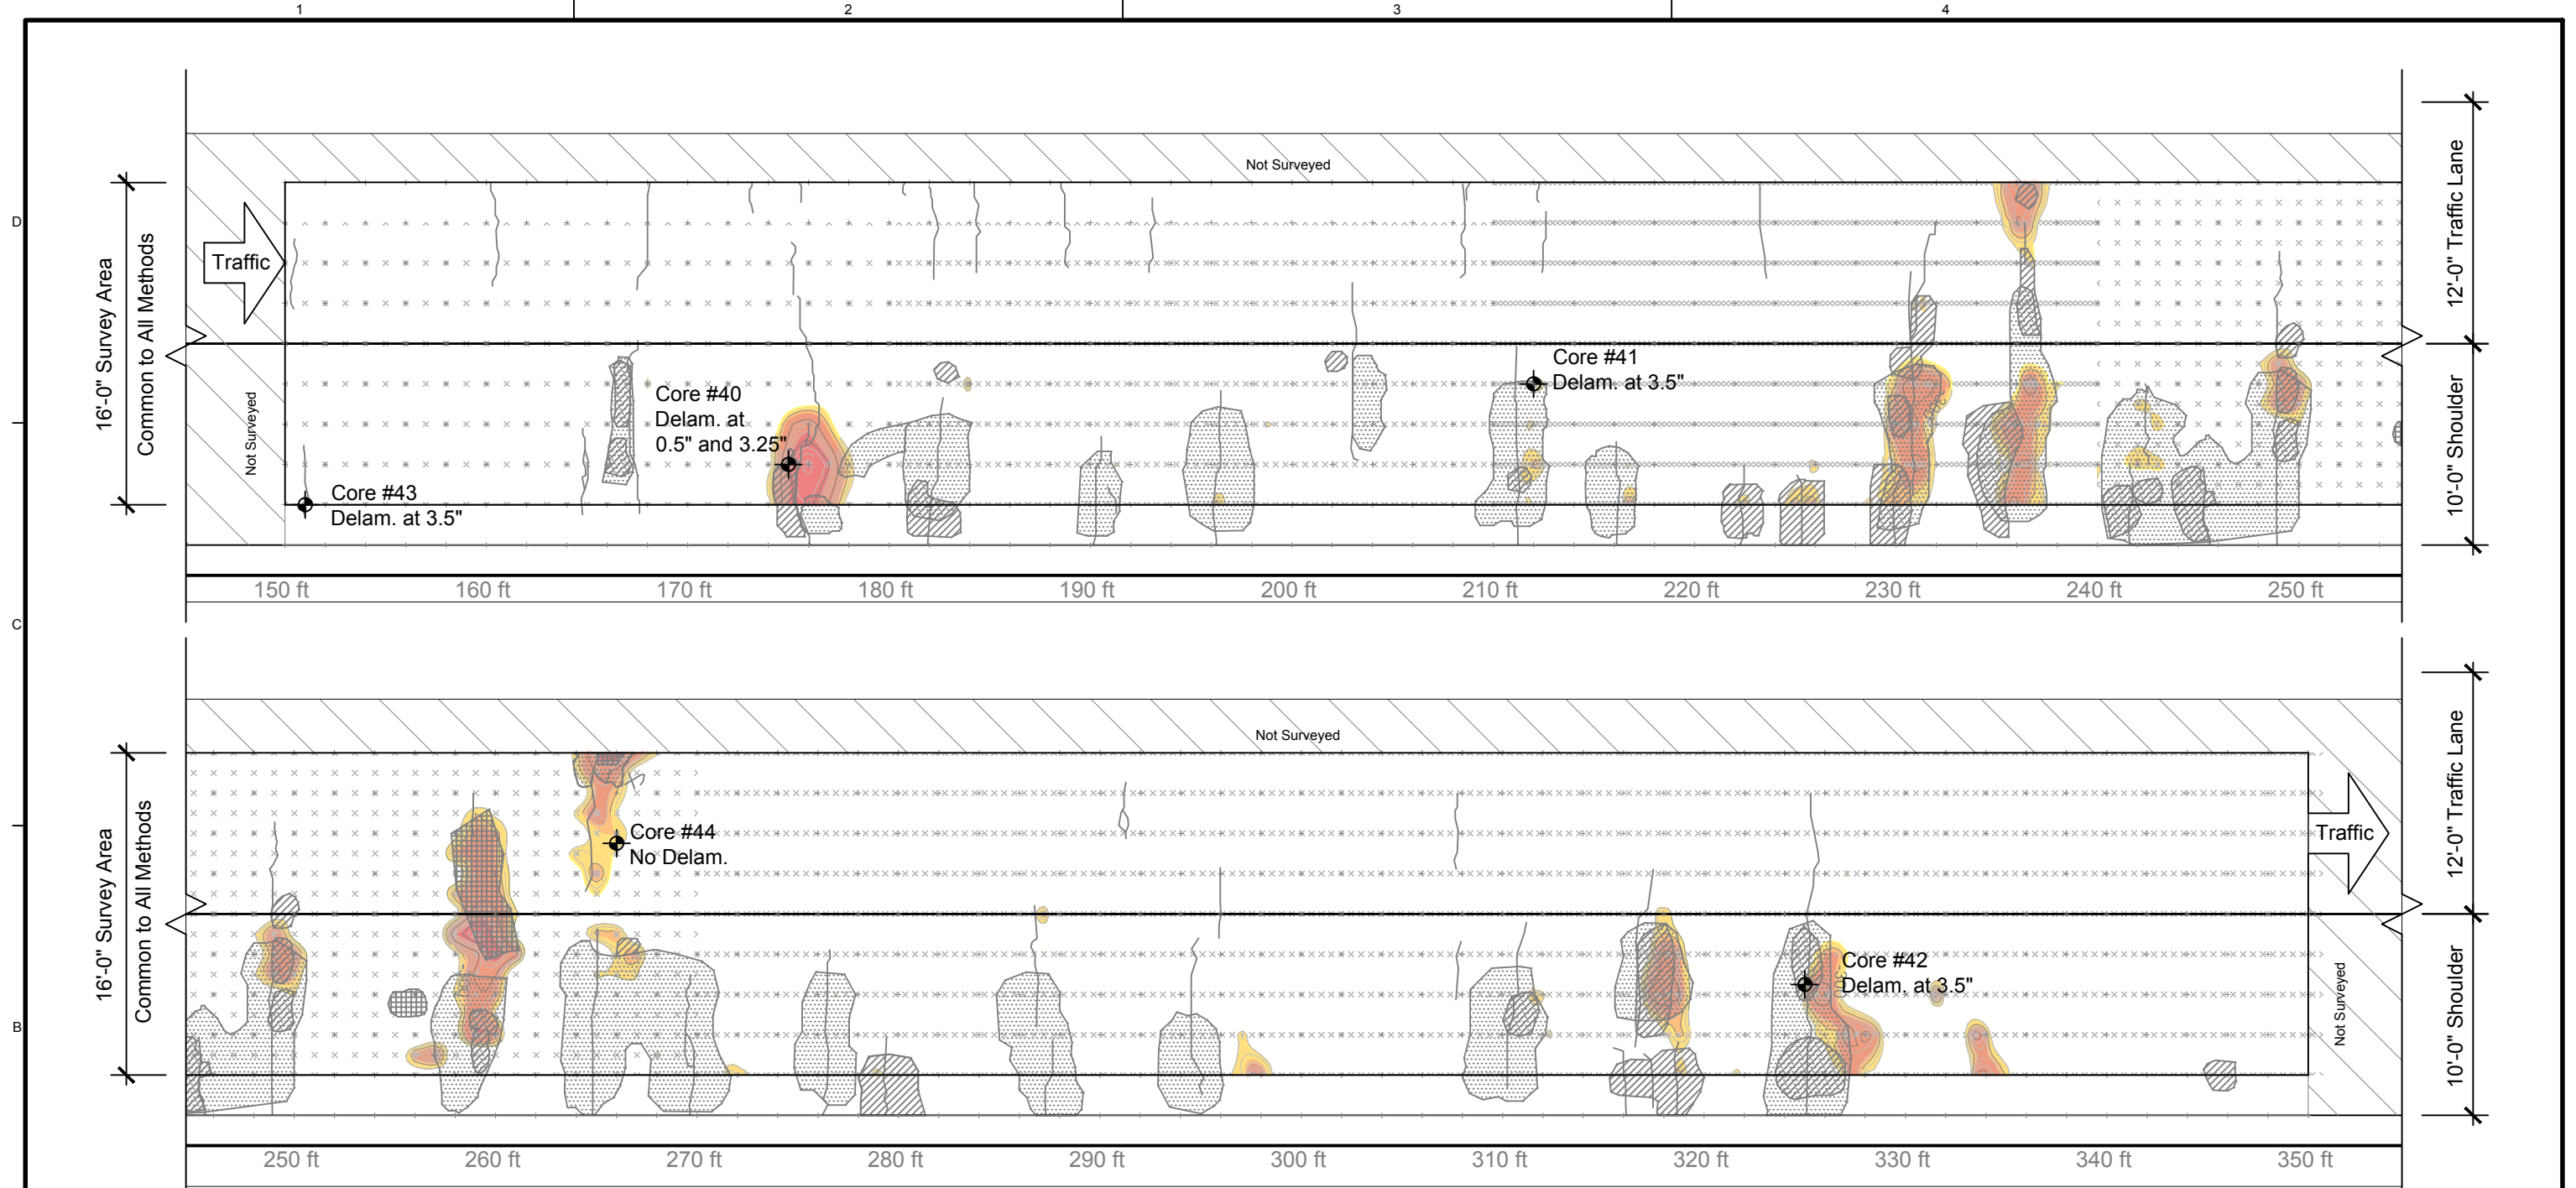 1 2 3 4
D
C
B
Not Surveyed
16'-0" Survey Area
Common to All Methods
Traffic
Not Surveyed
Core #43
Delam. at 3.5"
Core #40
Delam. at
0.5" and 3.25"
Core #41
Delam. at 3.5"
12'-0" Traffic Lane
10'-0" Shoulder
150 ft 160 ft 170 ft 180 ft 190 ft 200 ft 210 ft 220 ft 230 ft 240 ft 250 ft
Not Surveyed
16'-0" Survey Area
Common to All Methods
Core #44
No Delam.
Core #42
Delam. at 3.5"
Traffic
Not Surveyed
12'-0" Traffic Lane
10'-0" Shoulder
250 ft 260 ft 270 ft 280 ft 290 ft 300 ft 310 ft 320 ft 330 ft 340 ft 350 ft